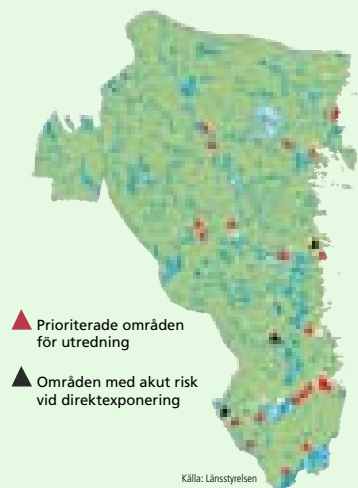 Prioriterade områden
för utredning
Områden med akut risk
vid direktexponering
Källa: Länsstyrelsen